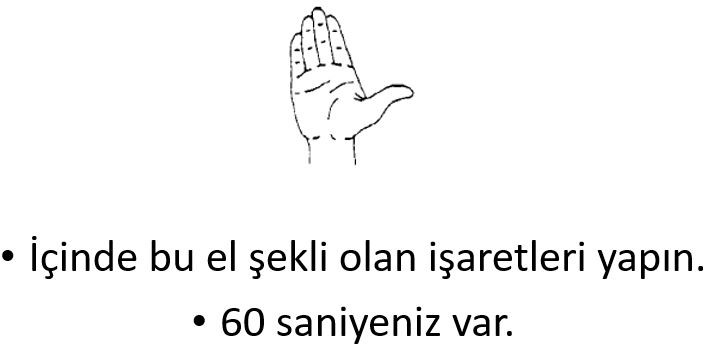 • İçinde bu el şekli olan işaretleri yapın.
• 60 saniyeniz var.